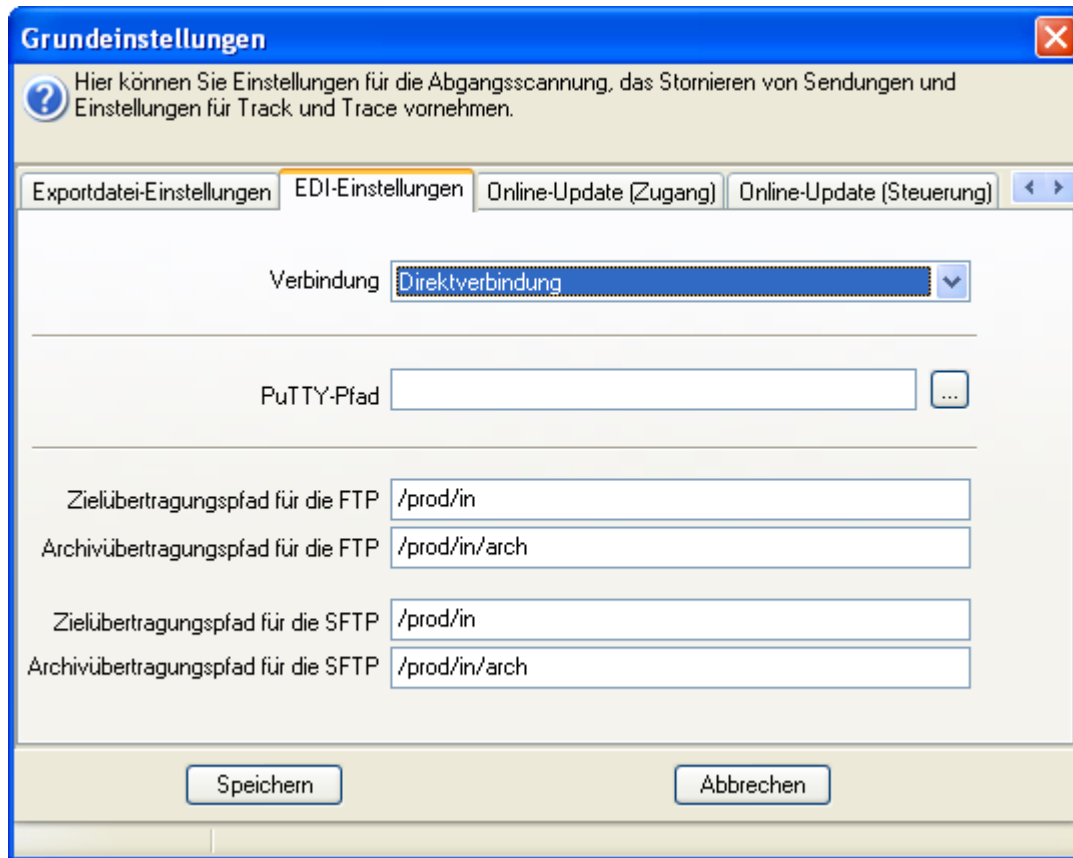 Grundeinstellungen
Hier können Sie Einstellungen für die Abgangsscannung, das Stornieren von Sendungen und
Einstellungen für Track und Trace vornehmen.
Exportdatei-Einstellungen EDI-Einstellungen Online-Update (Zugang) Online-Update (Steuerung)
Verbindung Direktverbindung
PuTTY-Pfad ...
Zielübertragungspfad für die FTP /prod/in
Archivübertragungspfad für die FTP /prod/in/arch
Zielübertragungspfad für die SFTP /prod/in
Archivübertragungspfad für die SFTP /prod/in/arch
Speichern Abbrechen